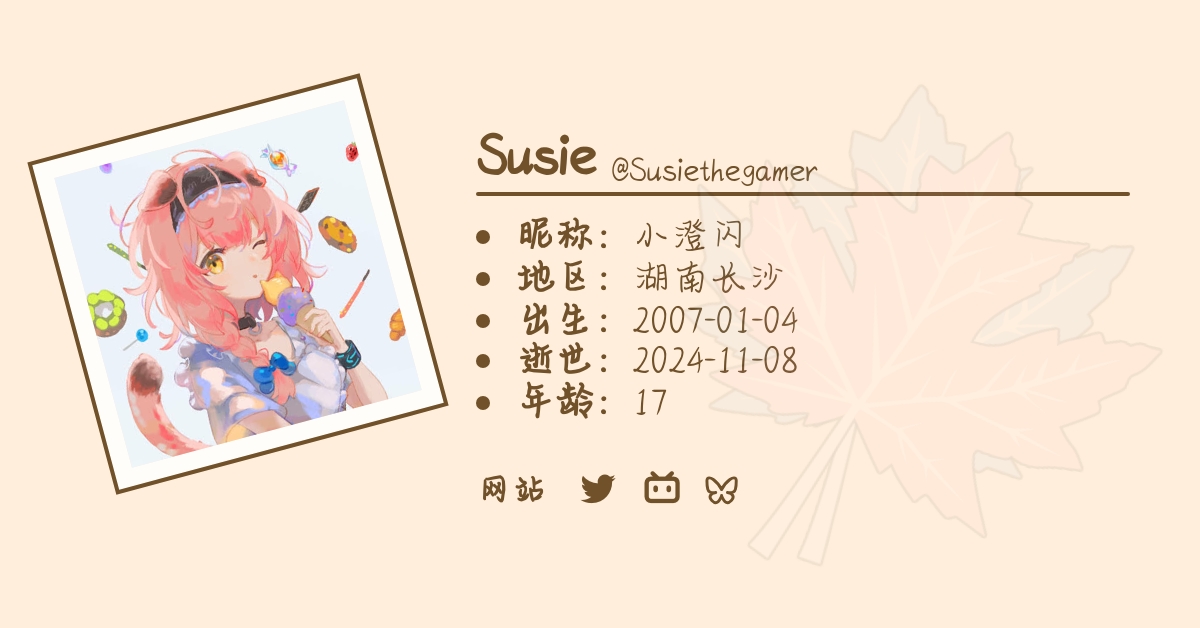 Susie @Susiethegamer
昵称：小澄闪
地区：湖南长沙
出生：2007-01-04
逝世：2024-11-08
年龄：17
网站